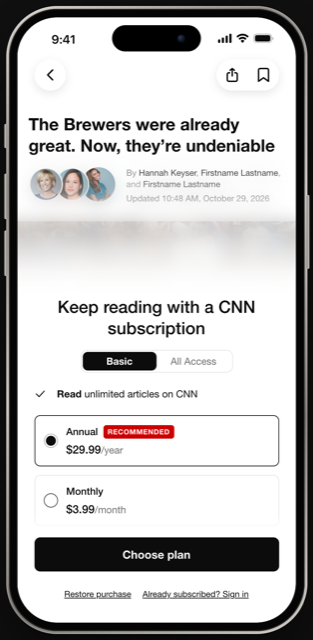 9:41
The Brewers were already
great. Now, they're undeniable
By Hannah Keyser, Firstname Lastname,
and Firstname Lastname
Updated 10:48 AM, October 29, 2026
Keep reading with a CNN
subscription
Basic All Access
Read unlimited articles on CNN
Annual RECOMMENDED
$29.99/year
Monthly
$3.99/month
Choose plan
Restore purchase Already subscribed? Sign in